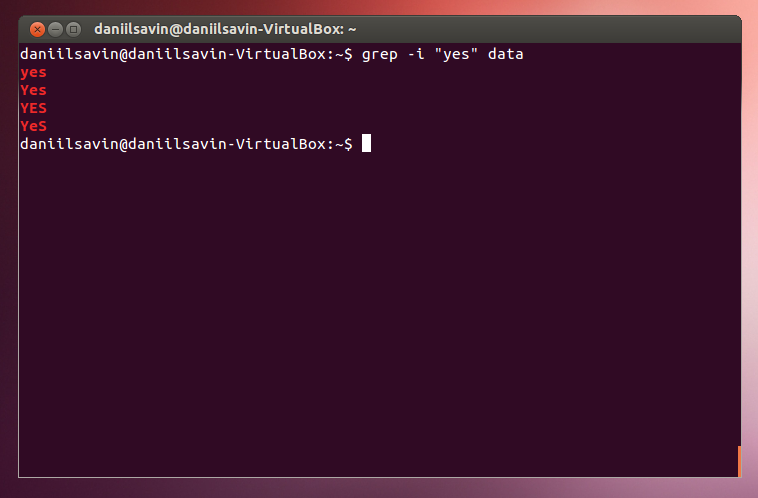 daniilsavin@daniilsavin-VirtualBox: ~
daniilsavin@daniilsavin-VirtualBox:~$ grep -i "yes" data
yes
Yes
YES
YeS
daniilsavin@daniilsavin-VirtualBox:~$